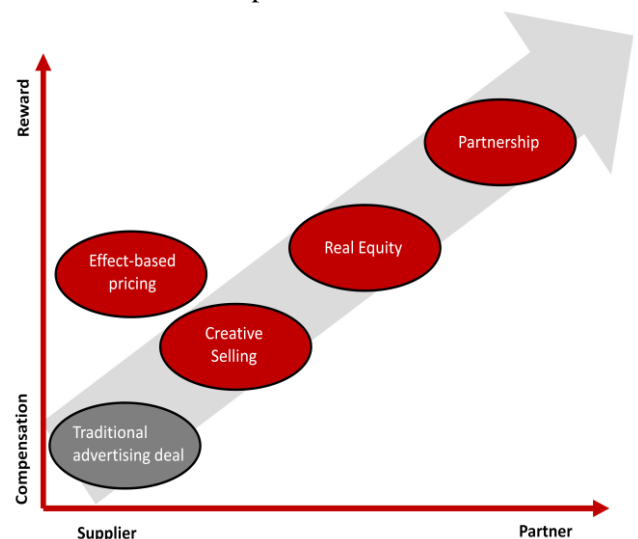 Reward
Partnership
Real Equity
Effect-based
pricing
Creative
Selling
Compensation
Traditional
advertising deal
Supplier
Partner